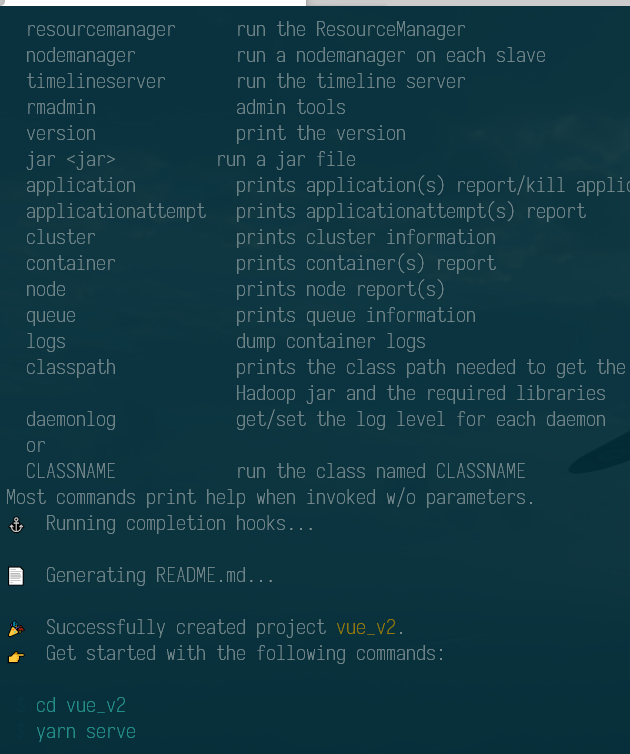 resourcemanager run the ResourceManager
nodemanager run a nodemanager on each slave
timelineserver run the timeline server
rmadmin admin tools
version print the version
jar <jar> run a jar file
application prints application(s) report/kill
applicationattempt prints applicationattempt(s) report
cluster prints cluster information
container prints container(s) report
node prints node report(s)
queue prints queue information
logs dump container logs
classpath prints the class path needed to get the
Hadoop jar and the required libraries
daemonlog get/set the log level for each daemon
or
CLASSNAME run the class named CLASSNAME
Most commands print help when invoked w/o parameters.
⚓ Running completion hooks...
📄 Generating README.md...
🎉 Successfully created project vue_v2.
👉 Get started with the following commands:
cd vue_v2
yarn serve